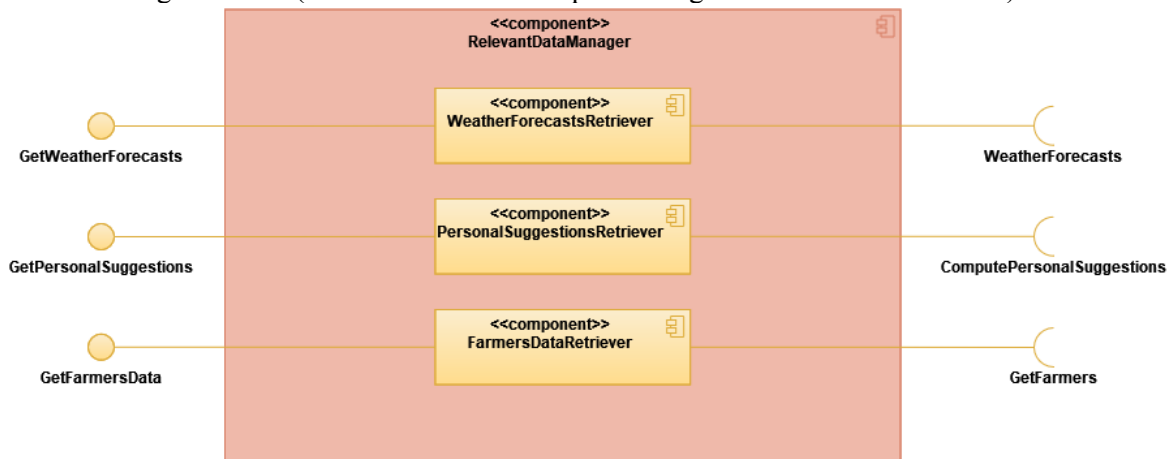 <<component>>
RelevantDataManager
<<component>>
WeatherForecastsRetriever
GetWeatherForecasts
WeatherForecasts
<<component>>
PersonalSuggestionsRetriever
GetPersonalSuggestions
ComputePersonalSuggestions
<<component>>
FarmersDataRetriever
GetFarmersData
GetFarmers